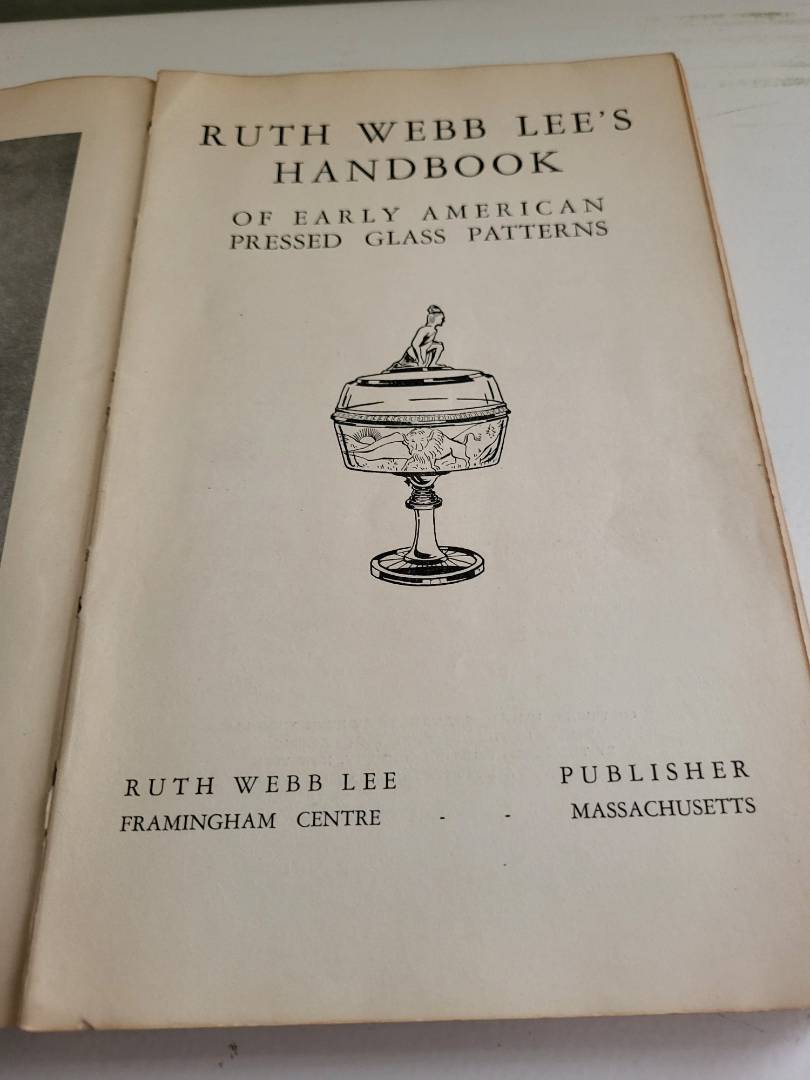 RUTH WEBB LEE'S
HANDBOOK
OF EARLY AMERICAN
PRESSED GLASS PATTERNS
RUTH WEBB LEE PUBLISHER
FRAMINGHAM CENTRE - - MASSACHUSETTS